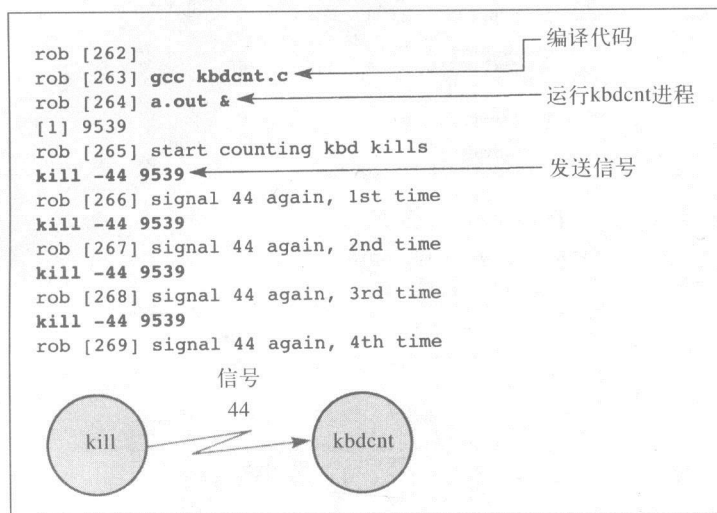 rob [262]
rob [263] gcc kbdcnt.c
编译代码
rob [264] a.out &
运行kbdcnt进程
[1] 9539
rob [265] start counting kbd kills
kill -44 9539
发送信号
rob [266] signal 44 again, 1st time
kill -44 9539
rob [267] signal 44 again, 2nd time
kill -44 9539
rob [268] signal 44 again, 3rd time
kill -44 9539
rob [269] signal 44 again, 4th time
信号
44
kill
kbdcnt